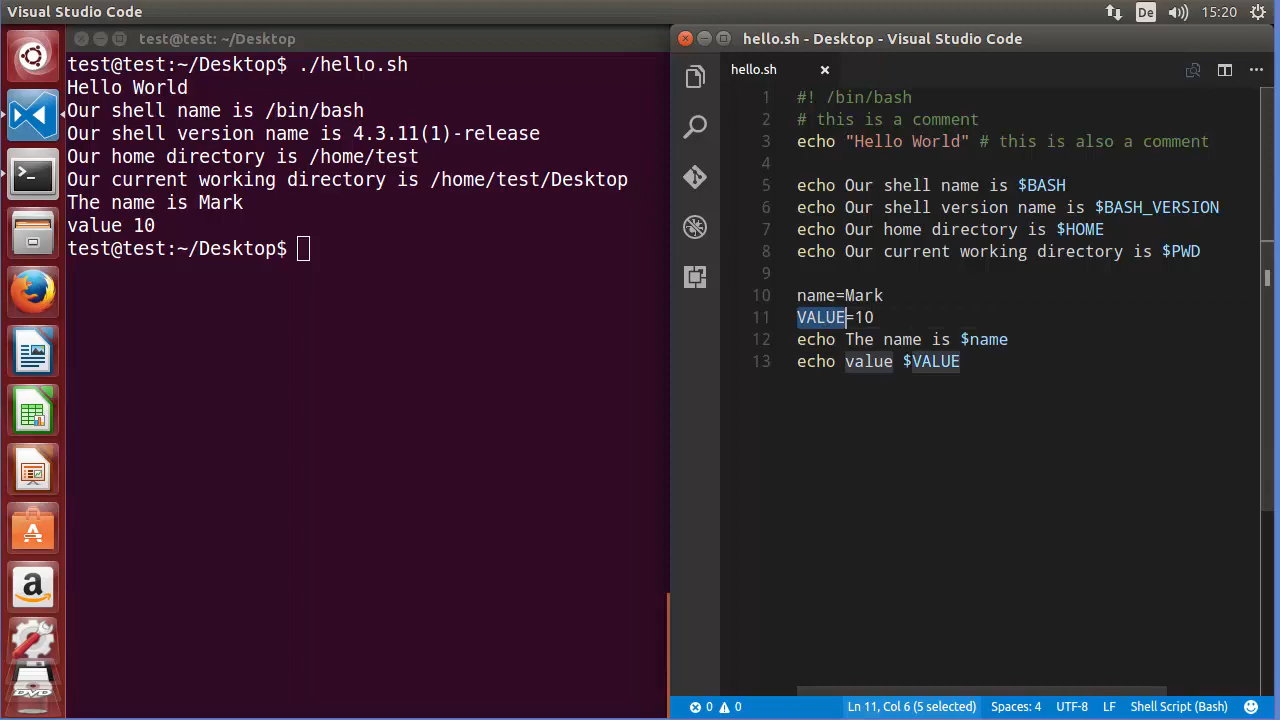 Visual Studio Code
De
15:20
test@test: ~/Desktop
test@test:~/Desktop$ ./hello.sh
Hello World
Our shell name is /bin/bash
Our shell version name is 4.3.11(1)-release
Our home directory is /home/test
Our current working directory is /home/test/Desktop
The name is Mark
value 10
test@test:~/Desktop$
hello.sh - Desktop - Visual Studio Code
hello.sh
1 #! /bin/bash
2 # this is a comment
3 echo "Hello World" # this is also a comment
4
5 echo Our shell name is $BASH
6 echo Our shell version name is $BASH_VERSION
7 echo Our home directory is $HOME
8 echo Our current working directory is $PWD
9
10 name=Mark
11 VALUE=10
12 echo The name is $name
13 echo value $VALUE
0 0 Ln 11, Col 6 (5 selected) Spaces: 4 UTF-8 LF Shell Script (Bash)